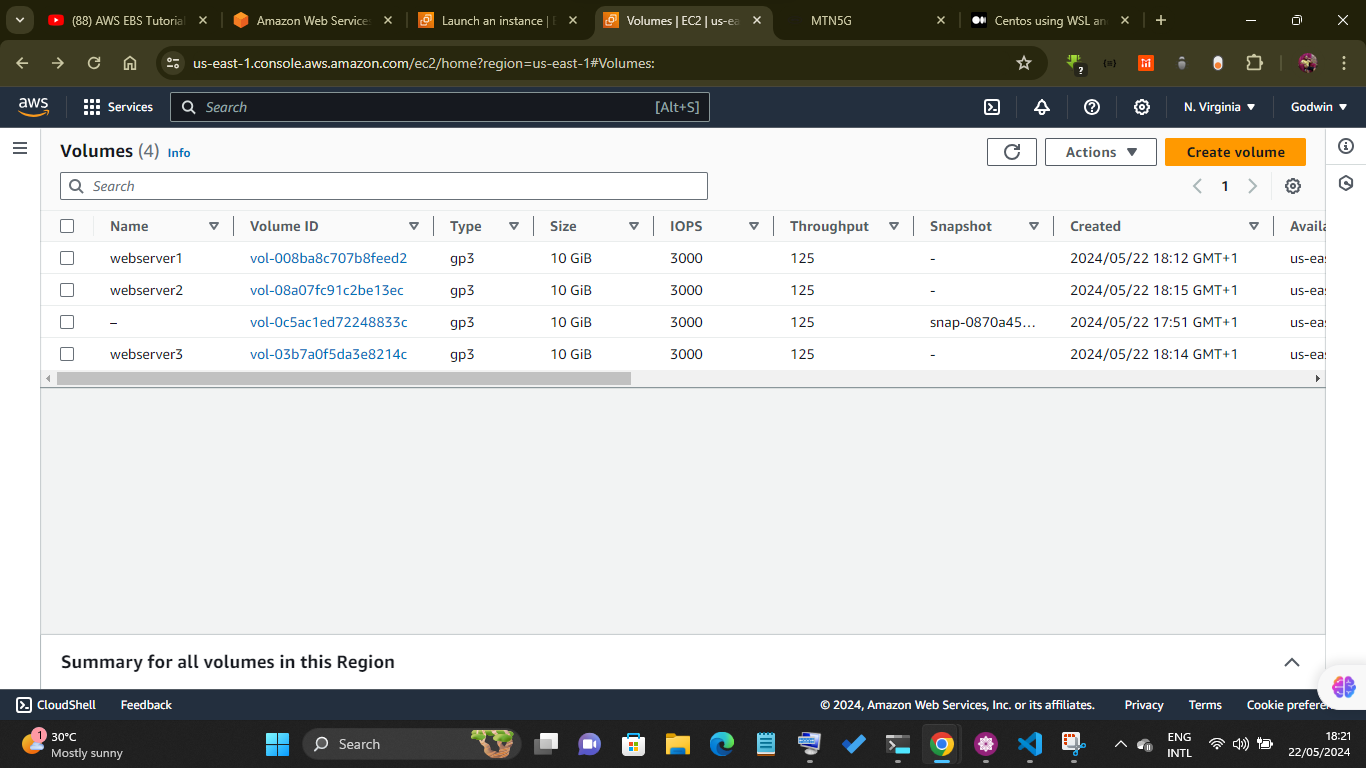 (88) AWS EBS Tutorial
Amazon Web Services
Launch an instance | E
Volumes | EC2 | us-ea
MTN5G
Centos using WSL an
us-east-1.console.aws.amazon.com/ec2/home?region=us-east-1#Volumes:
aws
Services
Search
[Alt+S]
N. Virginia
Godwin
Volumes (4) Info
Actions
Create volume
Search
1
Name Volume ID Type Size IOPS Throughput Snapshot Created Availa
webserver1 vol-008ba8c707b8feed2 gp3 10 GiB 3000 125 - 2024/05/22 18:12 GMT+1 us-eas
webserver2 vol-08a07fc91c2be13ec gp3 10 GiB 3000 125 - 2024/05/22 18:15 GMT+1 us-eas
– vol-0c5ac1ed72248833c gp3 10 GiB 3000 125 snap-0870a45... 2024/05/22 17:51 GMT+1 us-eas
webserver3 vol-03b7a0f5da3e8214c gp3 10 GiB 3000 125 - 2024/05/22 18:14 GMT+1 us-eas
Summary for all volumes in this Region
CloudShell
Feedback
© 2024, Amazon Web Services, Inc. or its affiliates.
Privacy
Terms
Cookie prefere
1
30°C
Mostly sunny
Search
ENG
INTL
18:21
22/05/2024